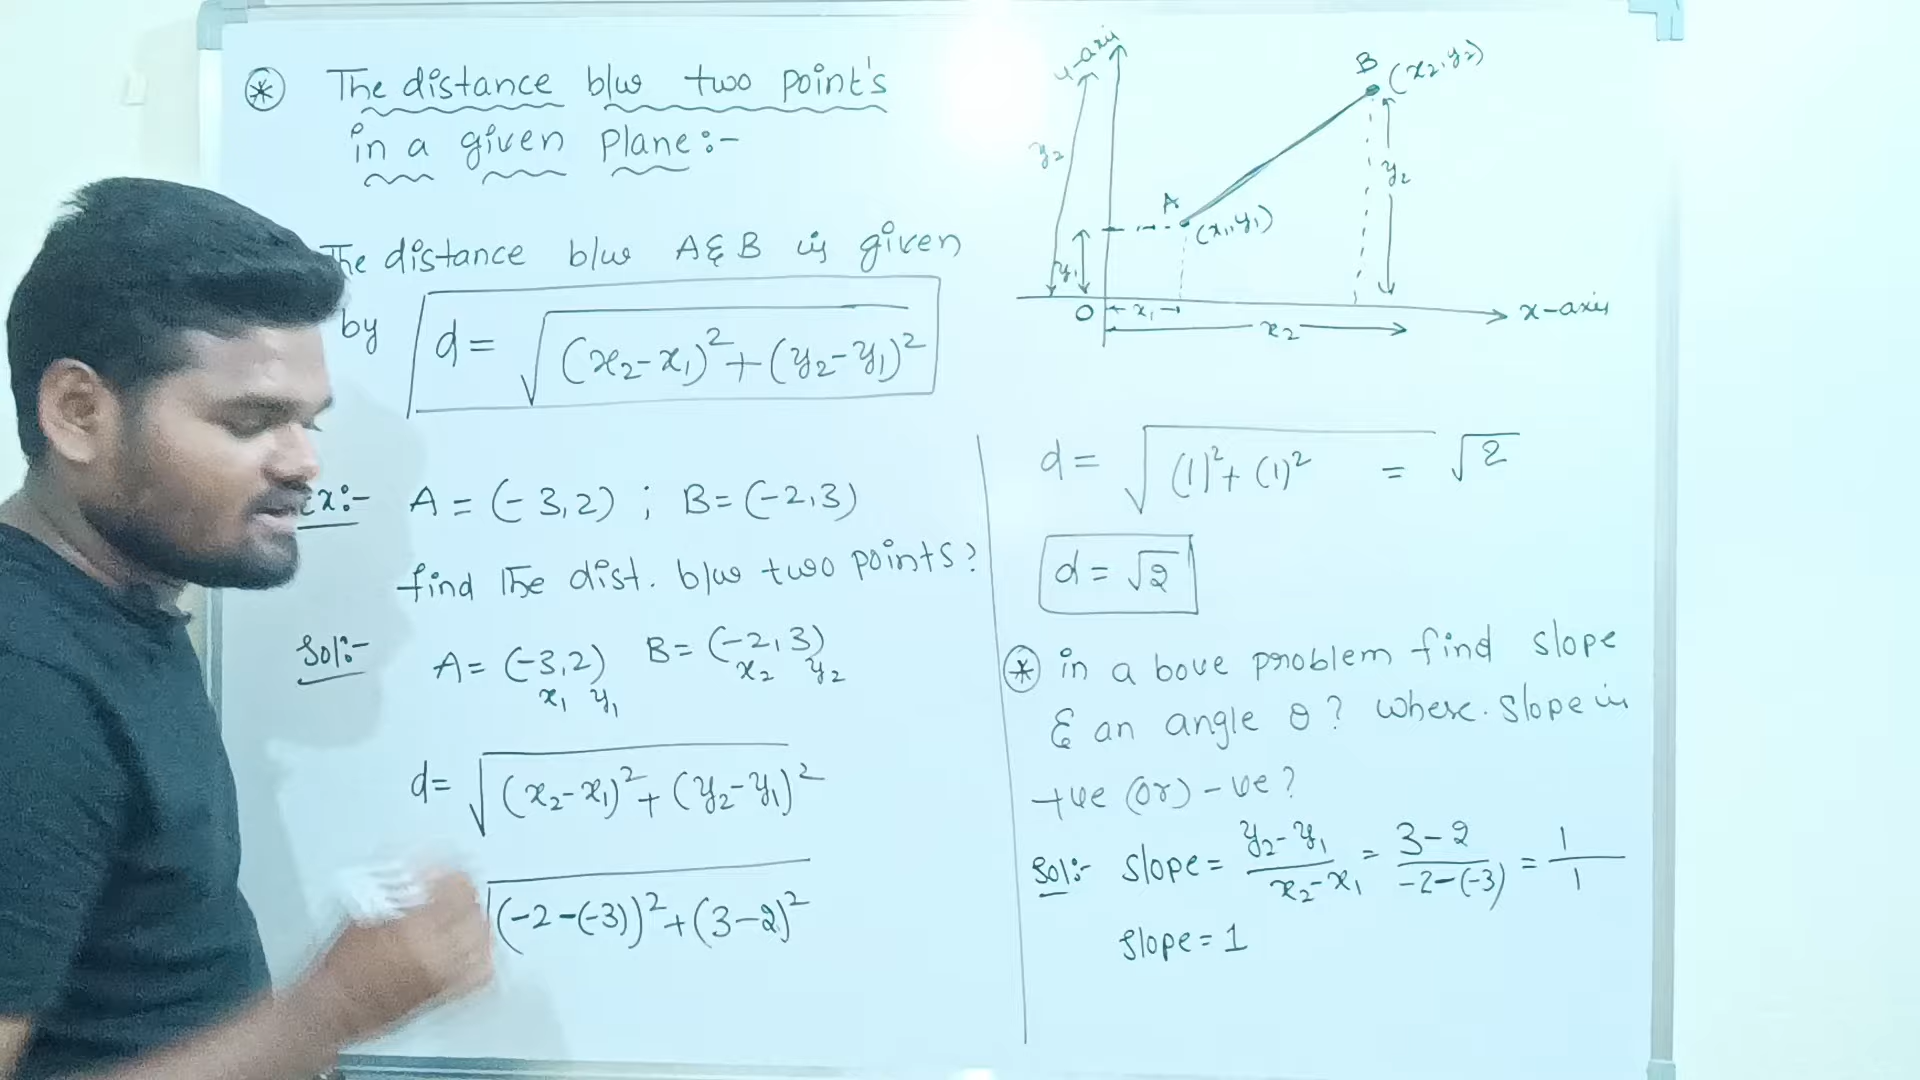 * The distance b/w two point's
in a given Plane:-
The distance b/w A & B is given
by d = √(x₂-x₁)² + (y₂-y₁)²
Ex:- A = (-3,2) ; B = (-2,3)
find The dist. b/w two points?
Sol:- A = (-3,2) B = (-2,3)
x₁ y₁ x₂ y₂
d = √(x₂-x₁)² + (y₂-y₁)²
√(-2-(-3))² + (3-2)²
y-axis
B (x₂,y₂)
y₂
y₂
A (x₁,y₁)
y₁
O x₁ x-axis
x₂
d = √(1)² + (1)² = √2
d = √2
* in a bove problem find slope
& an angle θ? where. slope is
+ve (or) -ve?
Sol:- slope = y₂-y₁/x₂-x₁ = 3-2/-2-(-3) = 1/1
slope = 1